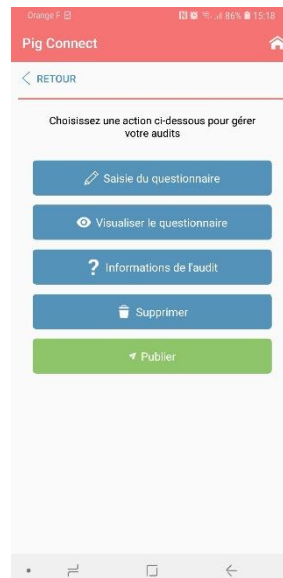 Orange F 86% 15:18
Pig Connect
RETOUR
Choisissez une action ci-dessous pour gérer
votre audits
Saisie du questionnaire
Visualiser le questionnaire
? Informations de l'audit
Supprimer
Publier